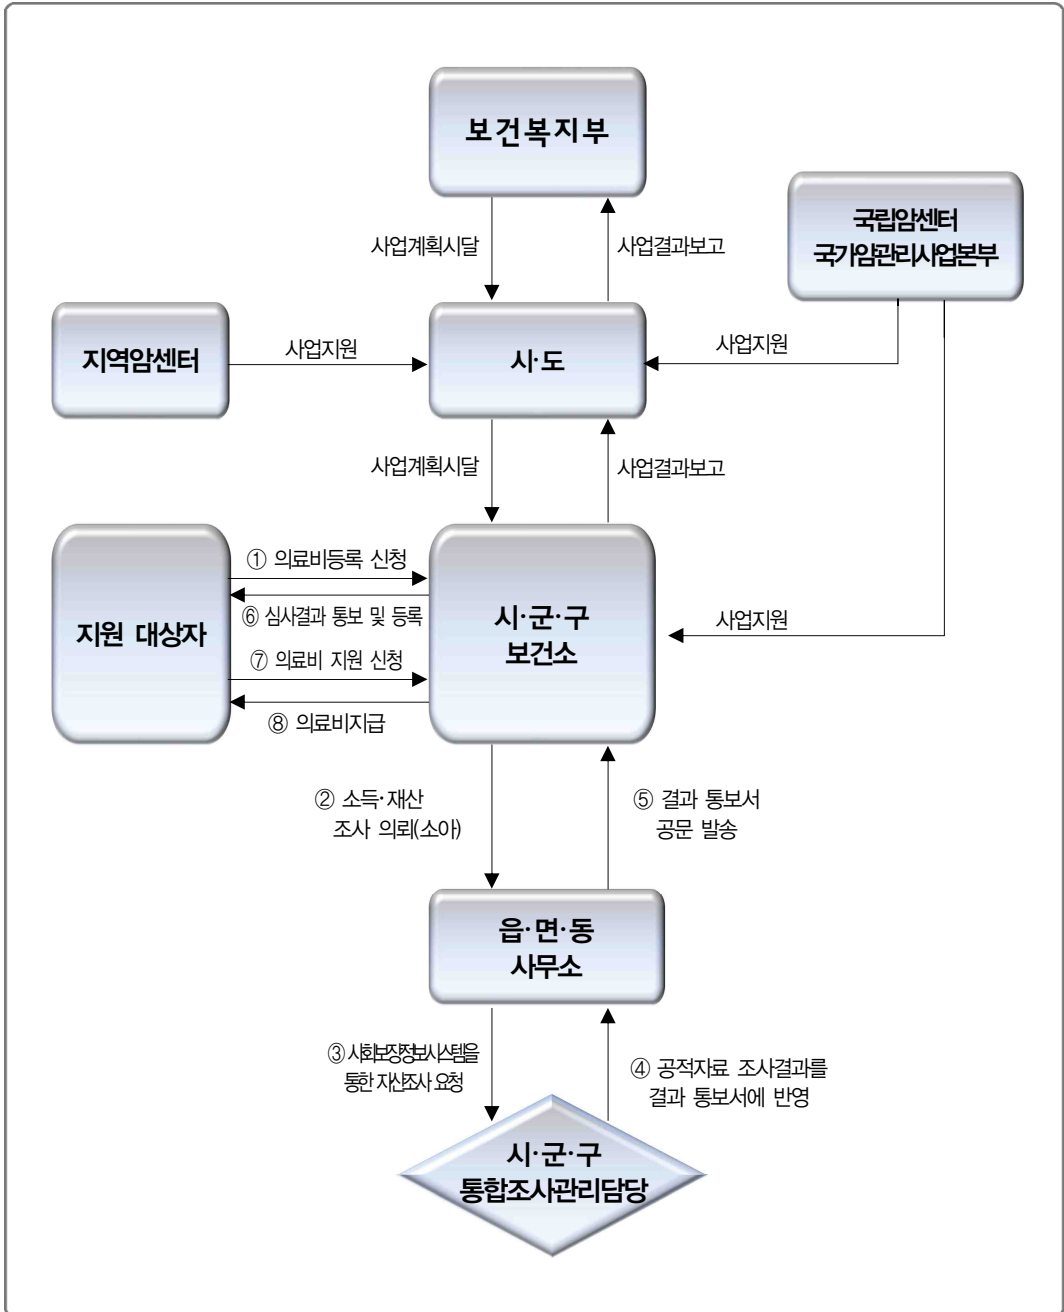 보건복지부
국립암센터
국가암관리사업본부
사업계획시달
사업결과보고
지역암센터
사업지원
시·도
사업지원
사업계획시달
사업결과보고
지원 대상자
① 의료비등록 신청
⑥ 심사결과 통보 및 등록
⑦ 의료비 지원 신청
⑧ 의료비지급
시·군·구
보건소
사업지원
② 소득·재산
조사 의뢰(소아)
⑤ 결과 통보서
공문 발송
읍·면·동
사무소
③ 사회보장정보시스템을
통한 자산조사 요청
④ 공적자료 조사결과를
결과 통보서에 반영
시·군·구
통합조사관리담당